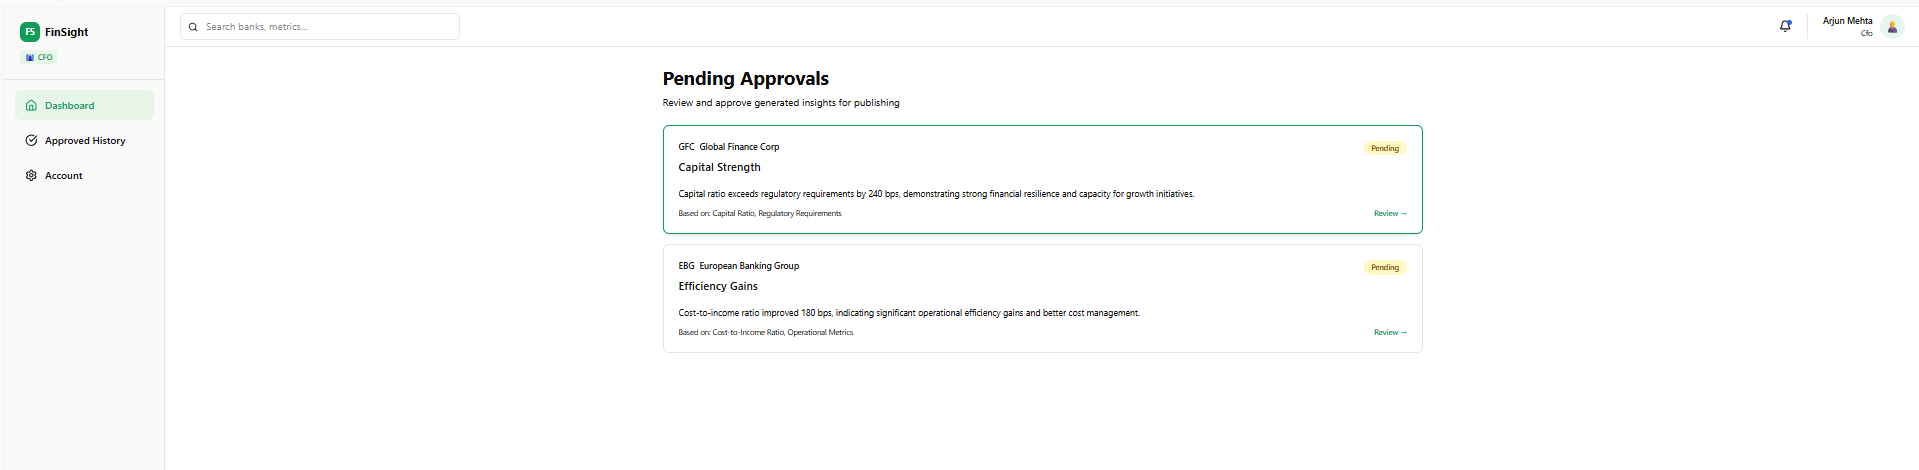 FS FinSight
CFO
Dashboard
Approved History
Account
Search banks, metrics...
Arjun Mehta
Cfo
Pending Approvals
Review and approve generated insights for publishing
GFC Global Finance Corp
Pending
Capital Strength
Capital ratio exceeds regulatory requirements by 240 bps, demonstrating strong financial resilience and capacity for growth initiatives.
Based on: Capital Ratio, Regulatory Requirements
Review →
EBG European Banking Group
Pending
Efficiency Gains
Cost-to-income ratio improved 180 bps, indicating significant operational efficiency gains and better cost management.
Based on: Cost-to-Income Ratio, Operational Metrics
Review →